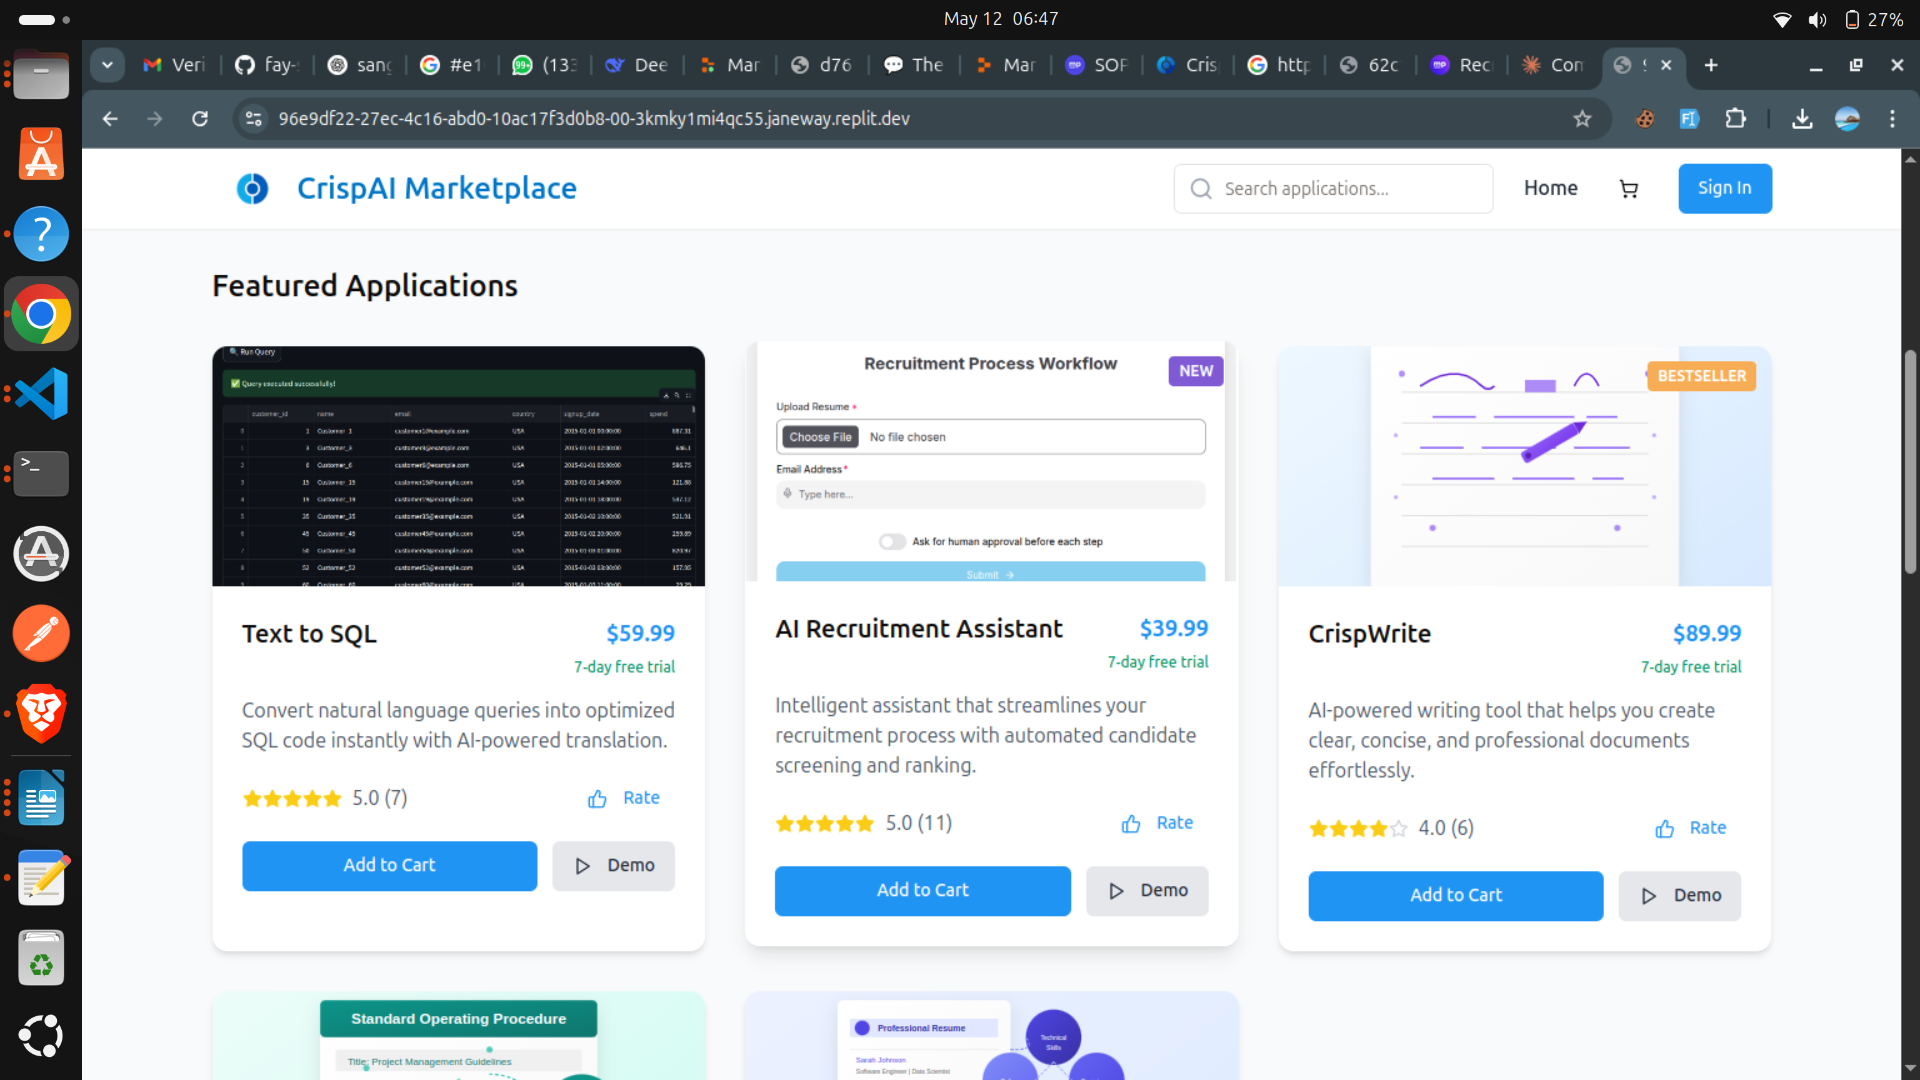 May 12 06:47
27%
Veri
fay-
sang
#e1
(133
Dee
Mar
d76
The
Mar
SOP
Cris
http
62c
Rec
Con
96e9df22-27ec-4c16-abd0-10ac17f3d0b8-00-3kmky1mi4qc55.janeway.replit.dev
CrispAI Marketplace
Search applications...
Home
Sign In
Featured Applications
Run Query
Query executed successfully!
customer_id name email country signup_date spend
Recruitment Process Workflow
NEW
Upload Resume *
Choose File No file chosen
Email Address *
Type here...
Ask for human approval before each step
Submit →
BESTSELLER
Text to SQL
$59.99
7-day free trial
Convert natural language queries into optimized
SQL code instantly with AI-powered translation.
5.0 (7)
Rate
Add to Cart
Demo
AI Recruitment Assistant
$39.99
7-day free trial
Intelligent assistant that streamlines your
recruitment process with automated candidate
screening and ranking.
5.0 (11)
Rate
Add to Cart
Demo
CrispWrite
$89.99
7-day free trial
AI-powered writing tool that helps you create
clear, concise, and professional documents
effortlessly.
4.0 (6)
Rate
Add to Cart
Demo
Standard Operating Procedure
Title: Project Management Guidelines
Professional Resume
Sarah Johnson
Software Engineer | Data Scientist
Technical
Skills